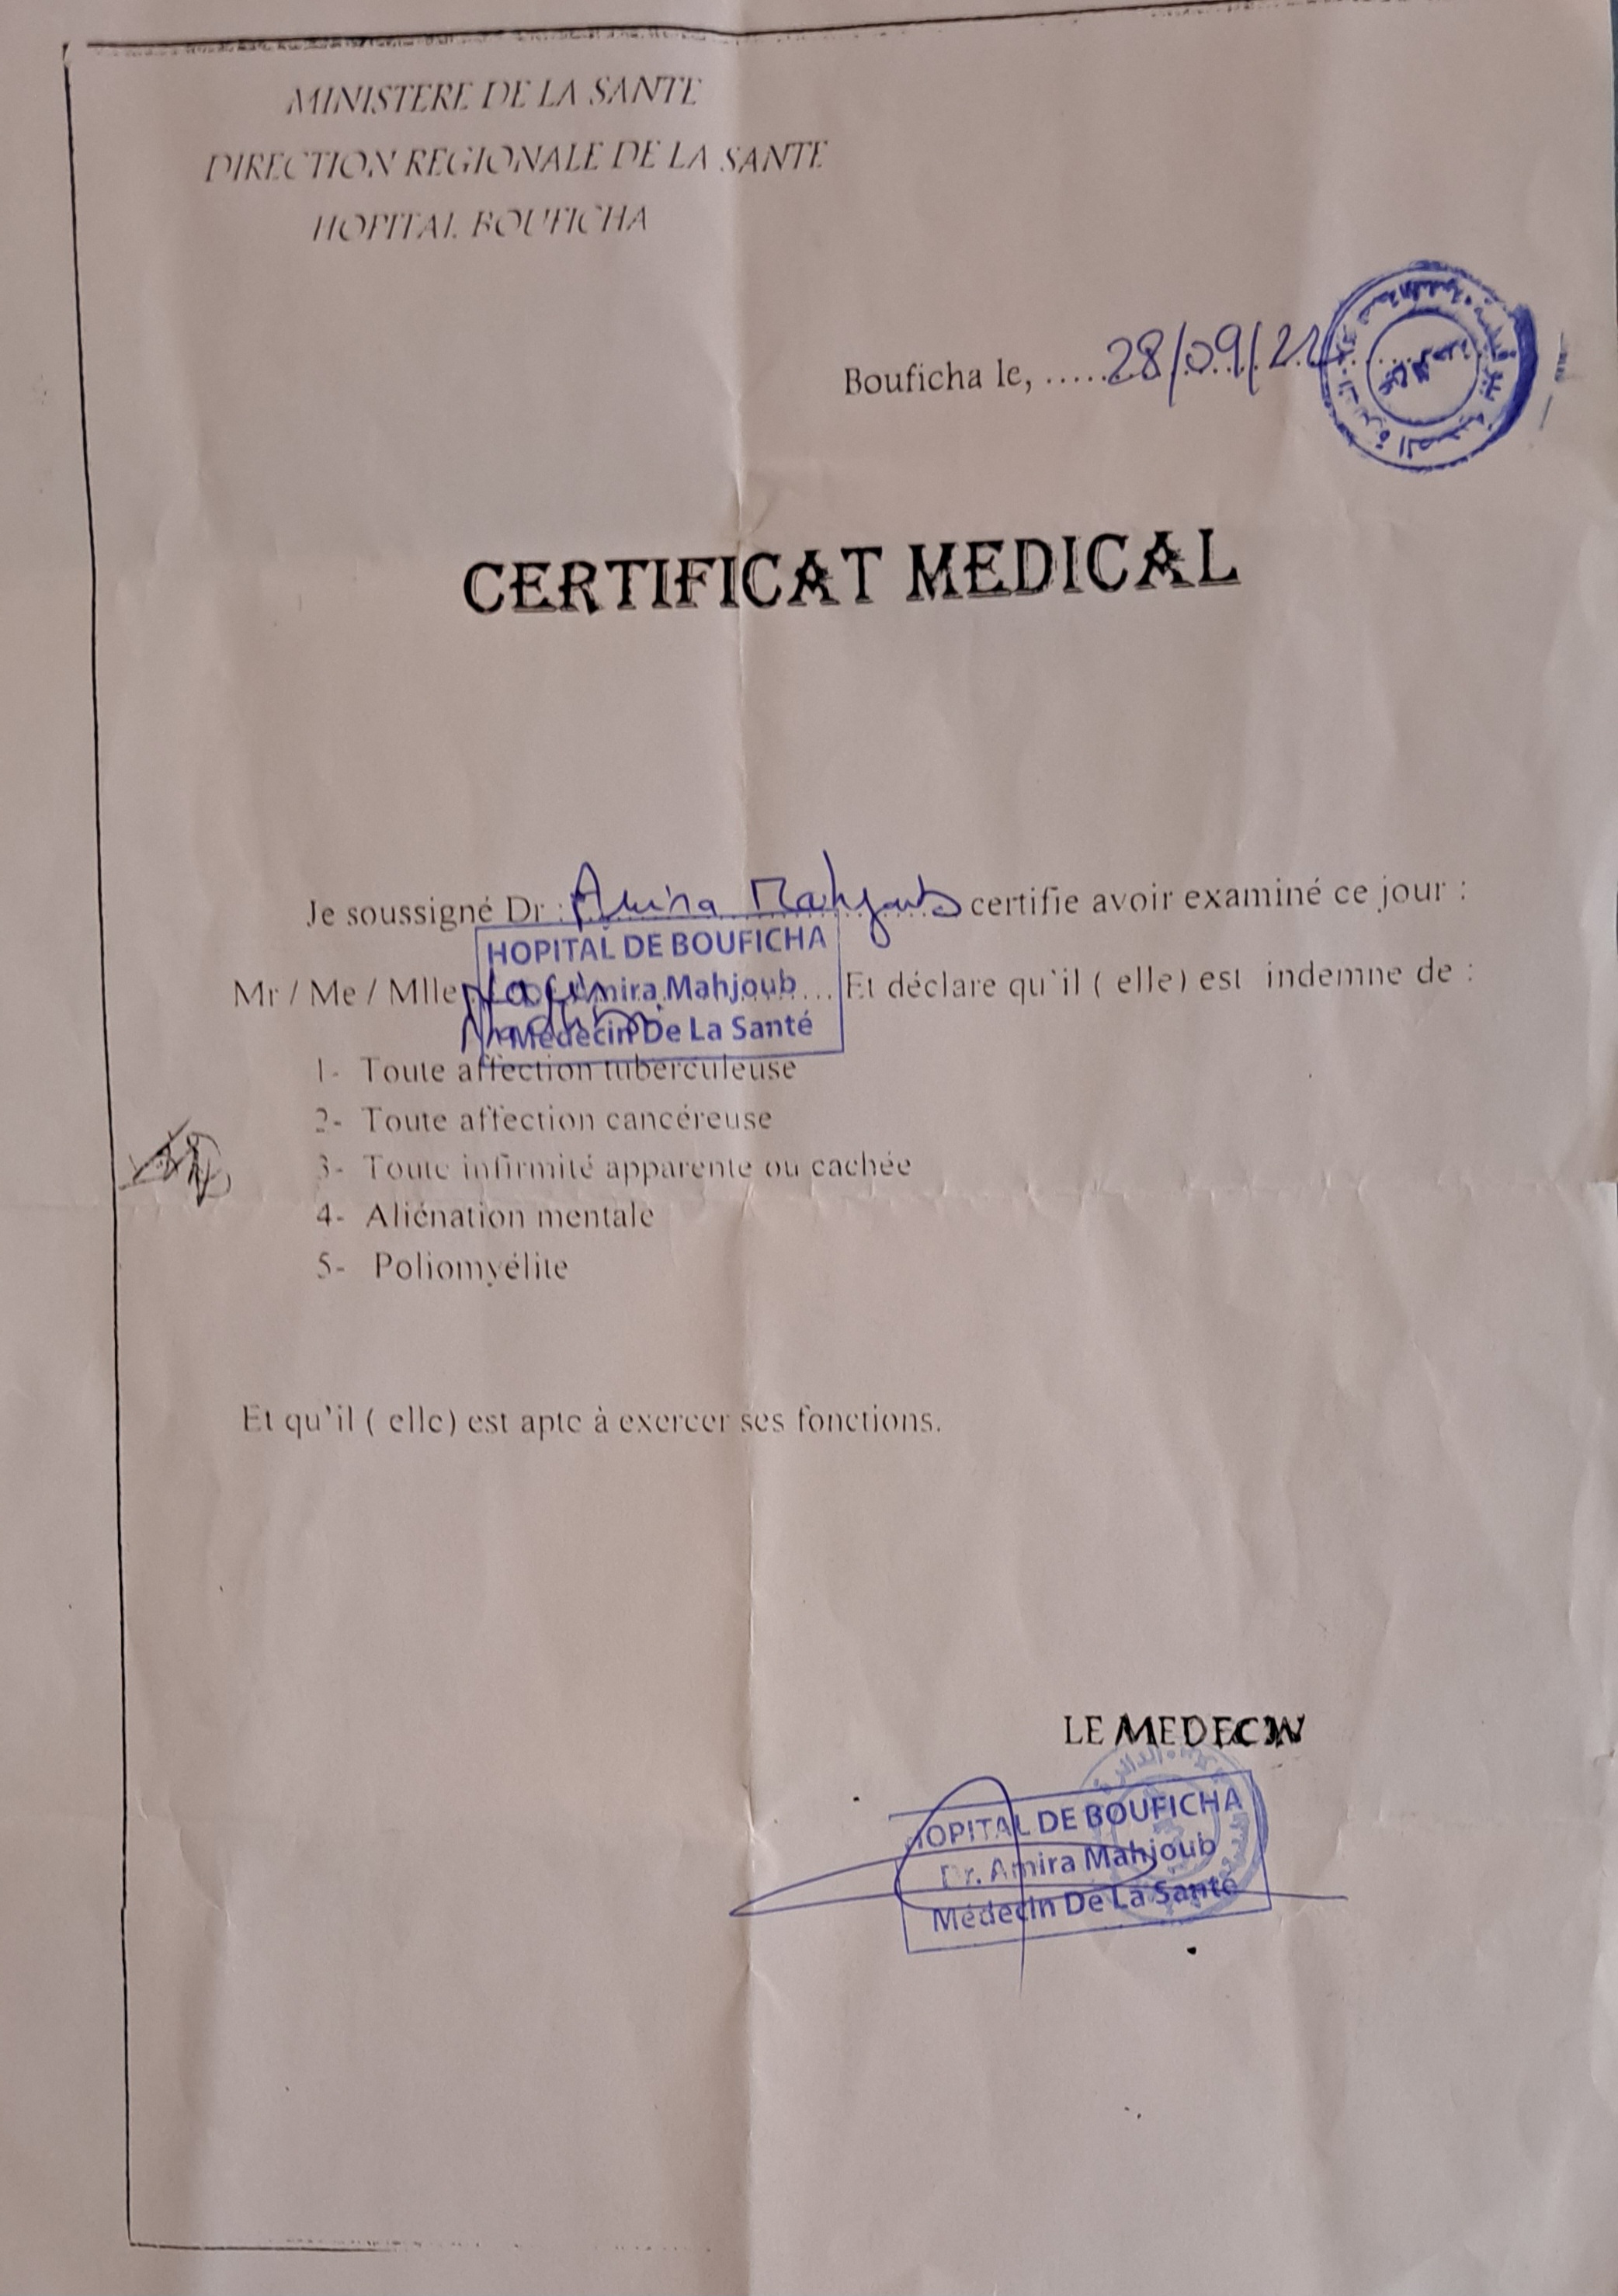 MINISTERE DE LA SANTE
DIRECTION REGIONALE DE LA SANTE
HOPITAL BOUFICHA
Bouficha le, .....28/09/22
CERTIFICAT MEDICAL
Je soussigné Dr : Amira Mahjoub certifie avoir examiné ce jour :
HOPITAL DE BOUFICHA
Mr / Me / Mlle Et déclare qu'il ( elle) est indemne de :
Amira Mahjoub
Médecin De La Santé
1- Toute affection tuberculeuse
2- Toute affection cancéreuse
3- Toute infirmité apparente ou cachée
4- Aliénation mentale
5- Poliomyélite
Et qu'il ( elle) est apte à exercer ses fonctions.
LE MEDECIN
HOPITAL DE BOUFICHA
Dr. Amira Mahjoub
Médecin De La Santé